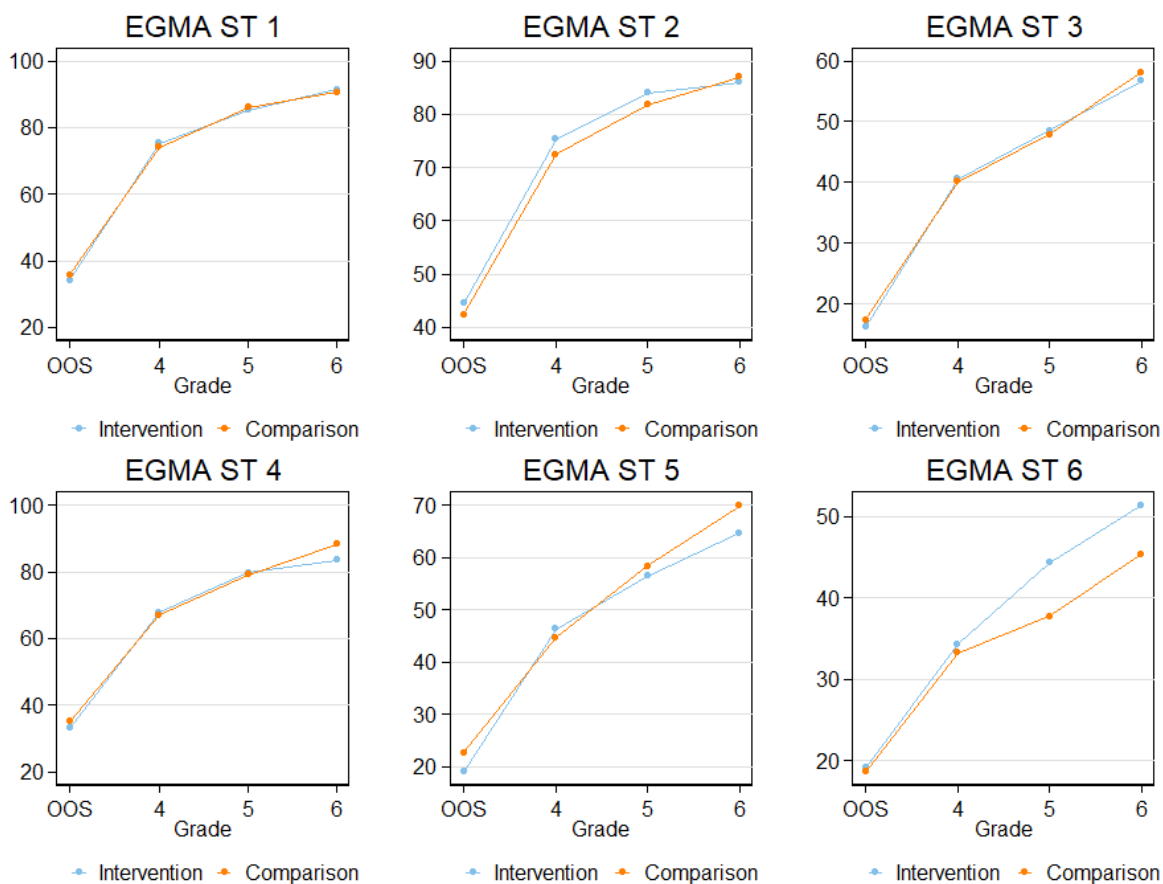 EGMA ST 1
100
80
60
40
20
OOS 4 5 6
Grade
Intervention Comparison
EGMA ST 2
90
80
70
60
50
40
OOS 4 5 6
Grade
Intervention Comparison
EGMA ST 3
60
50
40
30
20
OOS 4 5 6
Grade
Intervention Comparison
EGMA ST 4
100
80
60
40
20
OOS 4 5 6
Grade
Intervention Comparison
EGMA ST 5
70
60
50
40
30
20
OOS 4 5 6
Grade
Intervention Comparison
EGMA ST 6
50
40
30
20
OOS 4 5 6
Grade
Intervention Comparison